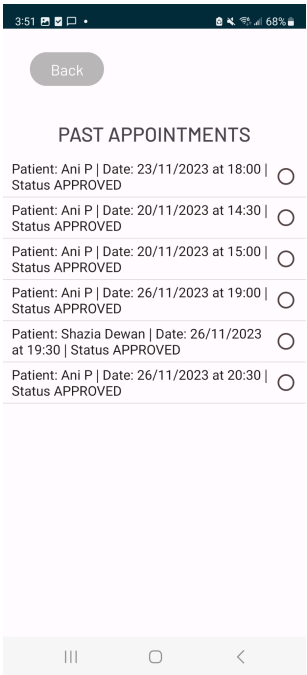 3:51
68%
Back
PAST APPOINTMENTS
Patient: Ani P | Date: 23/11/2023 at 18:00 |
Status APPROVED
Patient: Ani P | Date: 20/11/2023 at 14:30 |
Status APPROVED
Patient: Ani P | Date: 20/11/2023 at 15:00 |
Status APPROVED
Patient: Ani P | Date: 26/11/2023 at 19:00 |
Status APPROVED
Patient: Shazia Dewan | Date: 26/11/2023
at 19:30 | Status APPROVED
Patient: Ani P | Date: 26/11/2023 at 20:30 |
Status APPROVED